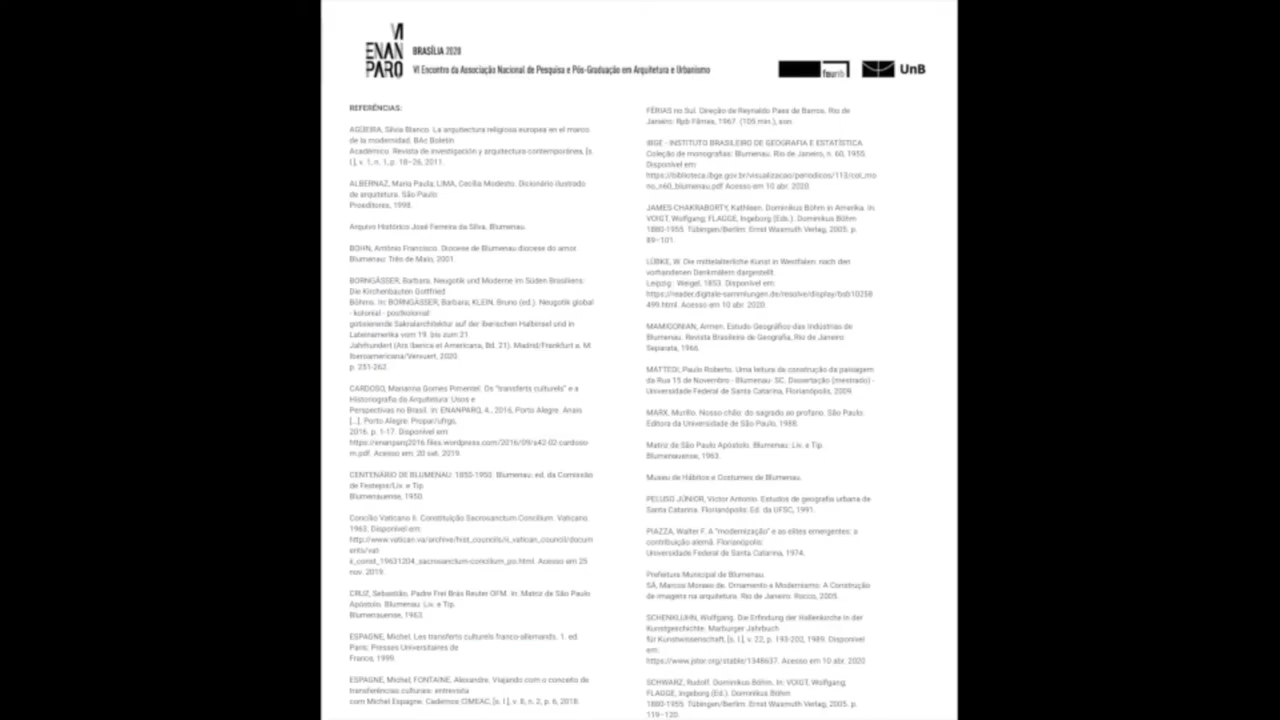 VI
ENAN
PARQ
BRASÍLIA 2020
VI Encontro da Associação Nacional de Pesquisa e Pós-Graduação em Arquitetura e Urbanismo
fauunb
UnB
REFERÊNCIAS:
AGÜEIRA, Silvia Blanco. La arquitectura religiosa europea en el marco
de la modernidad. BAc Boletín
Académico. Revista de investigación y arquitectura contemporánea, [s.
l.], v. 1, n. 1, p. 18–26, 2011.
ALBERNAZ, Maria Paula; LIMA, Cecília Modesto. Dicionário ilustrado
de arquitetura. São Paulo:
Proeditores, 1998.
Arquivo Histórico José Ferreira da Silva, Blumenau.
BOHN, Antônio Francisco. Diocese de Blumenau diocese do amor.
Blumenau: Três de Maio, 2001.
BORNGÄSSER, Barbara. Neugotik und Moderne im Süden Brasiliens:
Die Kirchenbauten Gottfried
Böhms. In: BORNGÄSSER, Barbara; KLEIN, Bruno (ed.). Neugotik global
- kolonial - postkolonial:
gotisierende Sakralarchitektur auf der Iberischen Halbinsel und in
Lateinamerika vom 19. bis zum 21.
Jahrhundert (Ars Iberica et Americana, Bd. 21). Madrid/Frankfurt a. M.
Iberoamericana/Vervuert, 2020.
p. 251-262.
CARDOSO, Marianna Gomes Pimentel. Os "transferts culturels" e a
Historiografia da Arquitetura: Usos e
Perspectivas no Brasil. In: ENANPARQ, 4., 2016, Porto Alegre. Anais
[...]. Porto Alegre: Propar/ufrgs,
2016. p. 1-17. Disponível em:
https://enanparq2016.files.wordpress.com/2016/09/s42-02-cardoso-
m.pdf. Acesso em: 20 set. 2019.
CENTENÁRIO DE BLUMENAU: 1850-1950. Blumenau: ed. da Comissão
de Festejos/Liv. e Tip.
Blumenauense, 1950.
Concílio Vaticano II. Constituição Sacrosanctum Concilium. Vaticano.
1963. Disponível em:
http://www.vatican.va/archive/hist_councils/ii_vatican_council/docum
ents/vat-
ii_const_19631204_sacrosanctum-concilium_po.html. Acesso em 25
nov. 2019.
CRUZ, Sebastião, Padre Frei Brás Reuter OFM. In: Matriz de São Paulo
Apóstolo. Blumenau: Liv. e Tip.
Blumenauense, 1963.
ESPAGNE, Michel. Les transferts culturels franco-allemands. 1. ed.
Paris: Presses Universitaires de
France, 1999.
ESPAGNE, Michel; FONTAINE, Alexandre. Viajando com o conceito de
transferências culturais: entrevista
com Michel Espagne. Cadernos CIMEAC, [s. l.], v. 8, n. 2, p. 6, 2018.
FÉRIAS no Sul. Direção de Reynaldo Paes de Barros. Rio de
Janeiro: Rpb Filmes, 1967. (105 min.), son.
IBGE - INSTITUTO BRASILEIRO DE GEOGRAFIA E ESTATÍSTICA.
Coleção de monografias: Blumenau. Rio de Janeiro, n. 60, 1955.
Disponível em:
https://biblioteca.ibge.gov.br/visualizacao/periodicos/113/col_mo
no_n60_blumenau.pdf Acesso em 10 abr. 2020.
JAMES-CHAKRABORTY, Kathleen. Dominikus Böhm in Amerika. In:
VOIGT, Wolfgang; FLAGGE, Ingeborg (Eds.). Dominikus Böhm
1880-1955. Tübingen/Berlim: Ernst Wasmuth Verlag, 2005. p.
89–101.
LÜBKE, W. Die mittelalterliche Kunst in Westfalen: nach den
vorhandenen Denkmälern dargestellt.
Leipzig: Weigel, 1853. Disponível em:
https://reader.digitale-sammlungen.de/resolve/display/bsb10258
499.html. Acesso em 10 abr. 2020.
MAMIGONIAN, Armen. Estudo Geográfico das Indústrias de
Blumenau. Revista Brasileira de Geografia, Rio de Janeiro
Separata, 1966.
MATTEDI, Paulo Roberto. Uma leitura da construção da paisagem
da Rua 15 de Novembro - Blumenau- SC. Dissertação (mestrado) -
Universidade Federal de Santa Catarina, Florianópolis, 2009.
MARX, Murillo. Nosso chão: do sagrado ao profano. São Paulo:
Editora da Universidade de São Paulo, 1988.
Matriz de São Paulo Apóstolo. Blumenau: Liv. e Tip.
Blumenauense, 1963.
Museu de Hábitos e Costumes de Blumenau.
PELUSO JÚNIOR, Victor Antonio. Estudos de geografia urbana de
Santa Catarina. Florianópolis: Ed. da UFSC, 1991.
PIAZZA, Walter F. A "modernização" e as elites emergentes: a
contribuição alemã. Florianópolis:
Universidade Federal de Santa Catarina, 1974.
Prefeitura Municipal de Blumenau.
SÁ, Marcos Moraes de. Ornamento e Modernismo: A Construção
de imagens na arquitetura. Rio de Janeiro: Rocco, 2005.
SCHENKLUHN, Wolfgang. Die Erfindung der Hallenkirche in der
Kunstgeschichte. Marburger Jahrbuch
für Kunstwissenschaft, [s. l.], v. 22, p. 193-202, 1989. Disponível
em:
https://www.jstor.org/stable/1348637. Acesso em 10 abr. 2020
SCHWARZ, Rudolf. Dominikus Böhm. In: VOIGT, Wolfgang;
FLAGGE, Ingeborg (Ed.). Dominikus Böhm
1880-1955. Tübingen/Berlim: Ernst Wasmuth Verlag, 2005. p.
119–120.